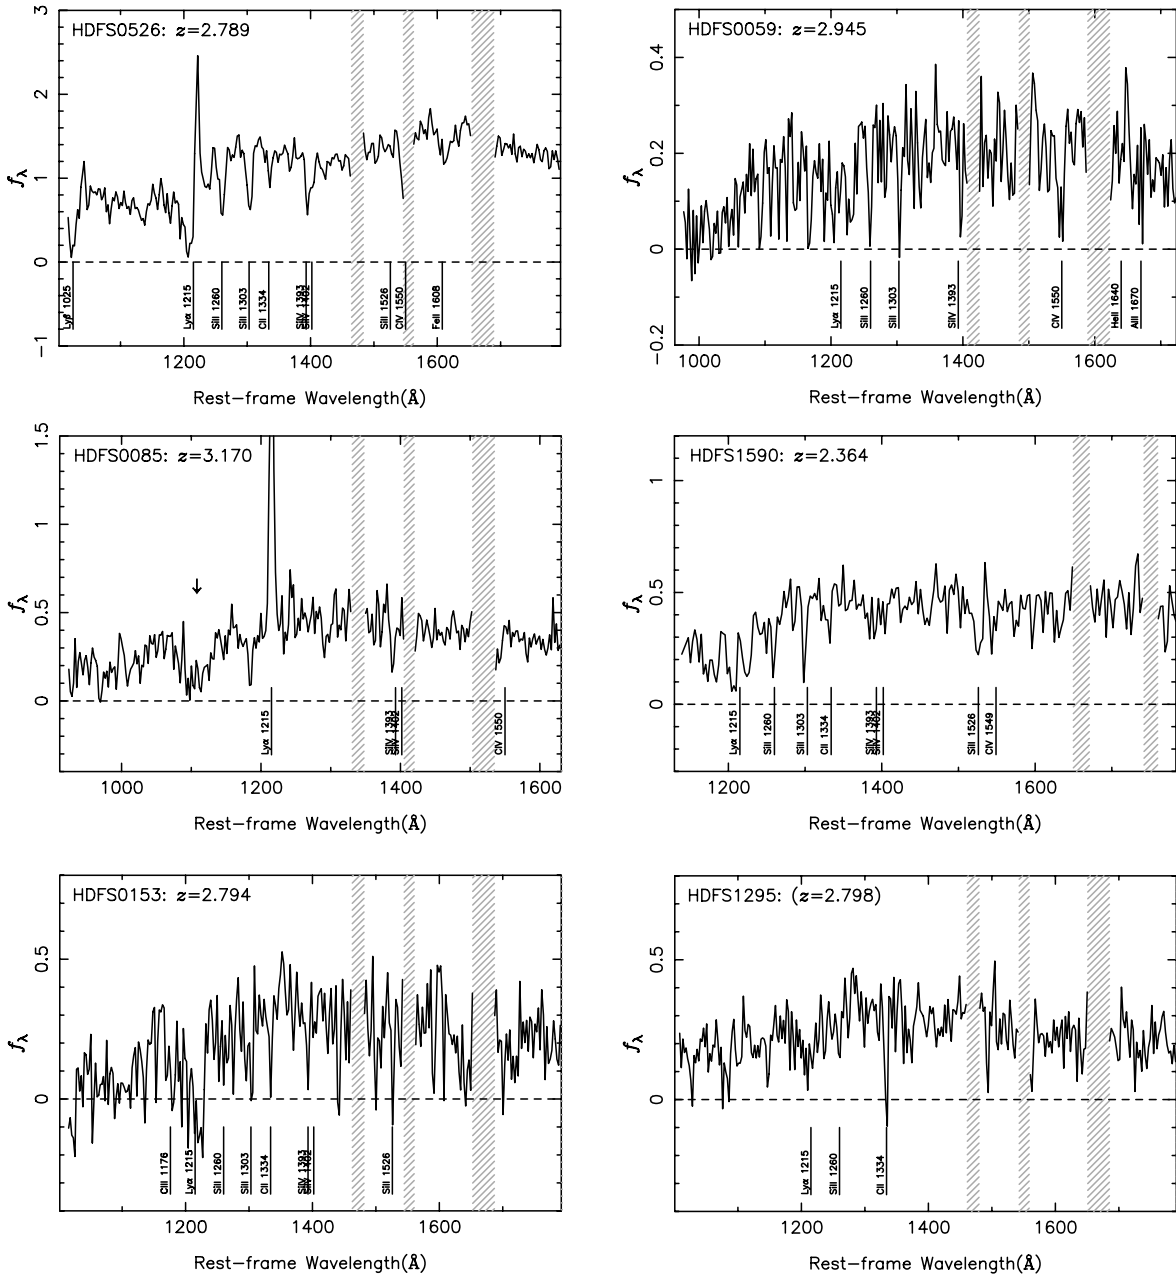 HDFS0526: z=2.789
3
2
1
0
−1
fλ
Lyβ 1025
Lyα 1215
SiII 1260
SiII 1303
CII 1334
SiIV 1393
SiIV 1402
SiII 1526
CIV 1550
FeII 1608
1200
1400
1600
Rest−frame Wavelength(Å)
HDFS0059: z=2.945
0.4
0.2
0
−0.2
fλ
Lyα 1215
SiII 1260
SiII 1303
SiIV 1393
CIV 1550
HeII 1640
AlII 1670
1000
1200
1400
1600
Rest−frame Wavelength(Å)
HDFS0085: z=3.170
1.5
1
0.5
0
fλ
Lyα 1215
SiIV 1393
SiIV 1402
CIV 1550
1000
1200
1400
1600
Rest−frame Wavelength(Å)
HDFS1590: z=2.364
1
0.5
0
fλ
Lyα 1215
SiII 1260
SiII 1303
CII 1334
SiIV 1393
SiIV 1402
SiII 1526
CIV 1549
1200
1400
1600
Rest−frame Wavelength(Å)
HDFS0153: z=2.794
0.5
0
fλ
CIII 1176
Lyα 1215
SiII 1260
SiII 1303
CII 1334
SiIV 1393
SiIV 1402
SiII 1526
1200
1400
1600
Rest−frame Wavelength(Å)
HDFS1295: (z=2.798)
0.5
0
fλ
Lyα 1215
SiII 1260
CII 1334
1200
1400
1600
Rest−frame Wavelength(Å)